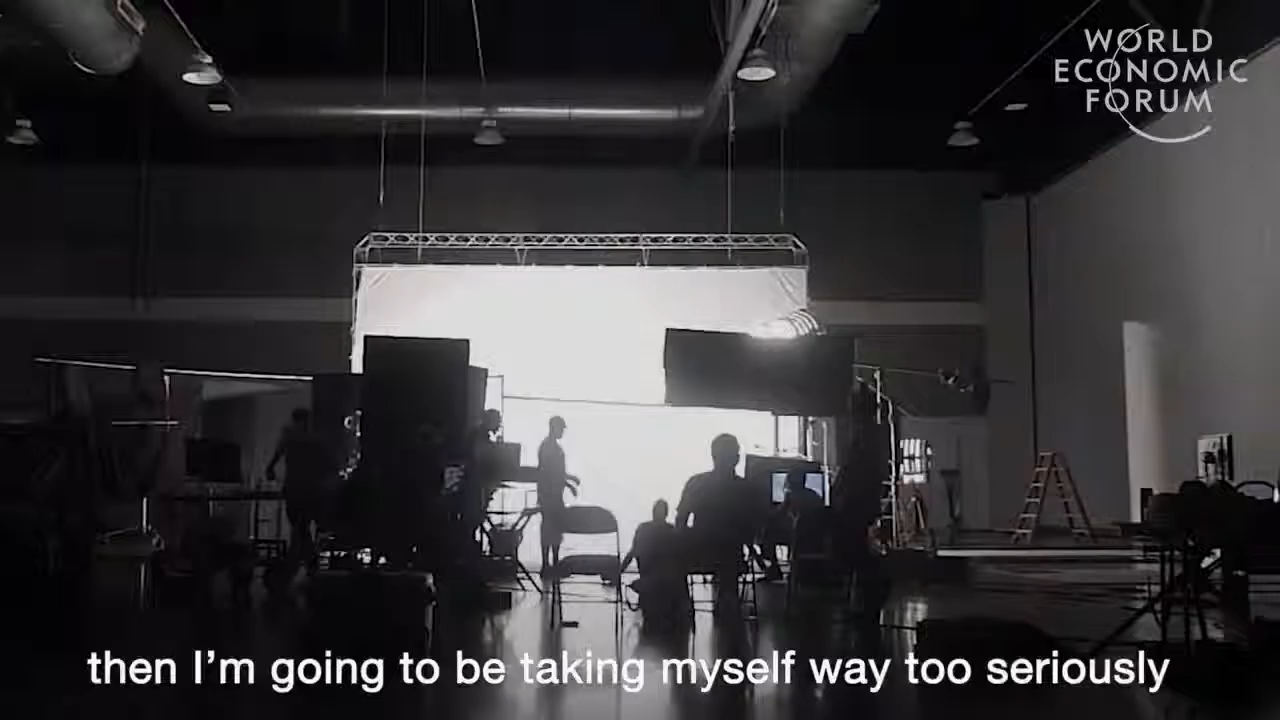 WORLD
ECONOMIC
FORUM
then I'm going to be taking myself way too seriously